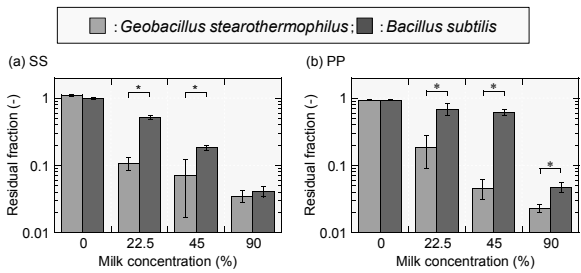 : Geobacillus stearothermophilus; : Bacillus subtilis
(a) SS
(b) PP
Residual fraction (-)
1
0.1
0.01
* *
0 22.5 45 90
Milk concentration (%)
Residual fraction (-)
1
0.1
0.01
* * *
0 22.5 45 90
Milk concentration (%)